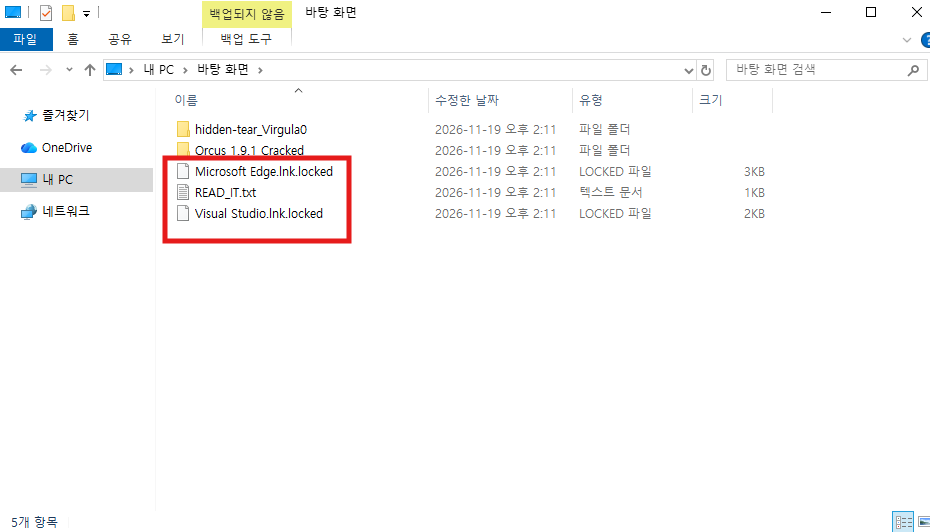 백업되지 않음 바탕 화면
파일 홈 공유 보기 백업 도구
내 PC 바탕 화면 바탕 화면 검색
이름 수정한 날짜 유형 크기
즐겨찾기
OneDrive
내 PC
네트워크
hidden-tear_Virgula0 2026-11-19 오후 2:11 파일 폴더
Orcus 1.9.1 Cracked 2026-11-19 오후 2:11 파일 폴더
Microsoft Edge.lnk.locked 2026-11-19 오후 2:11 LOCKED 파일 3KB
READ_IT.txt 2026-11-19 오후 2:11 텍스트 문서 1KB
Visual Studio.lnk.locked 2026-11-19 오후 2:11 LOCKED 파일 2KB
5개 항목